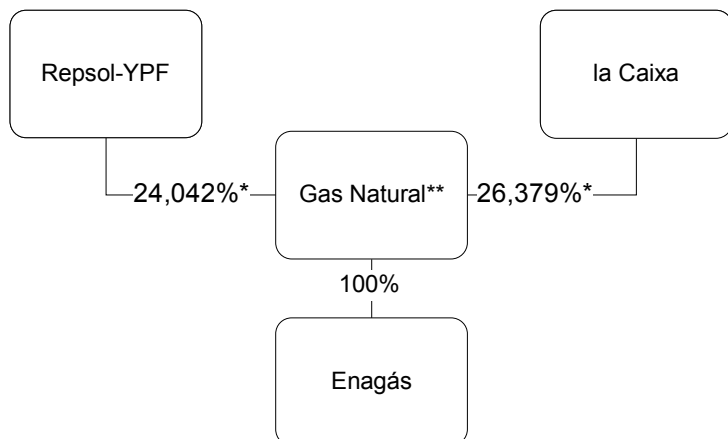 Repsol-YPF
la Caixa
24,042%*
Gas Natural**
26,379%*
100%
Enagás